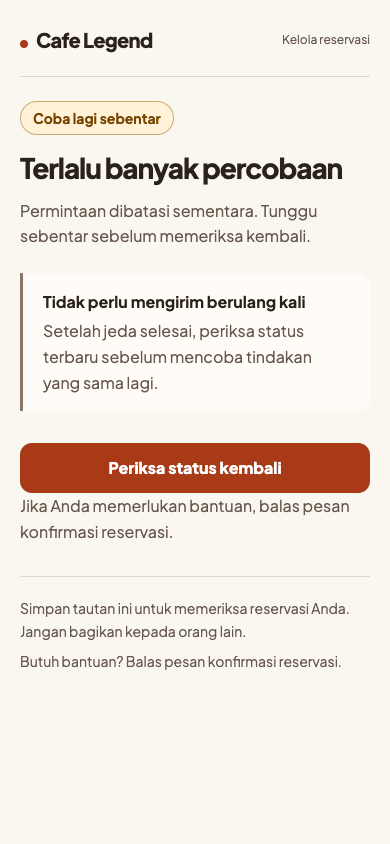 Cafe Legend
Kelola reservasi
Coba lagi sebentar
Terlalu banyak percobaan
Permintaan dibatasi sementara. Tunggu
sebentar sebelum memeriksa kembali.
Tidak perlu mengirim berulang kali
Setelah jeda selesai, periksa status
terbaru sebelum mencoba tindakan
yang sama lagi.
Periksa status kembali
Jika Anda memerlukan bantuan, balas pesan
konfirmasi reservasi.
Simpan tautan ini untuk memeriksa reservasi Anda.
Jangan bagikan kepada orang lain.
Butuh bantuan? Balas pesan konfirmasi reservasi.